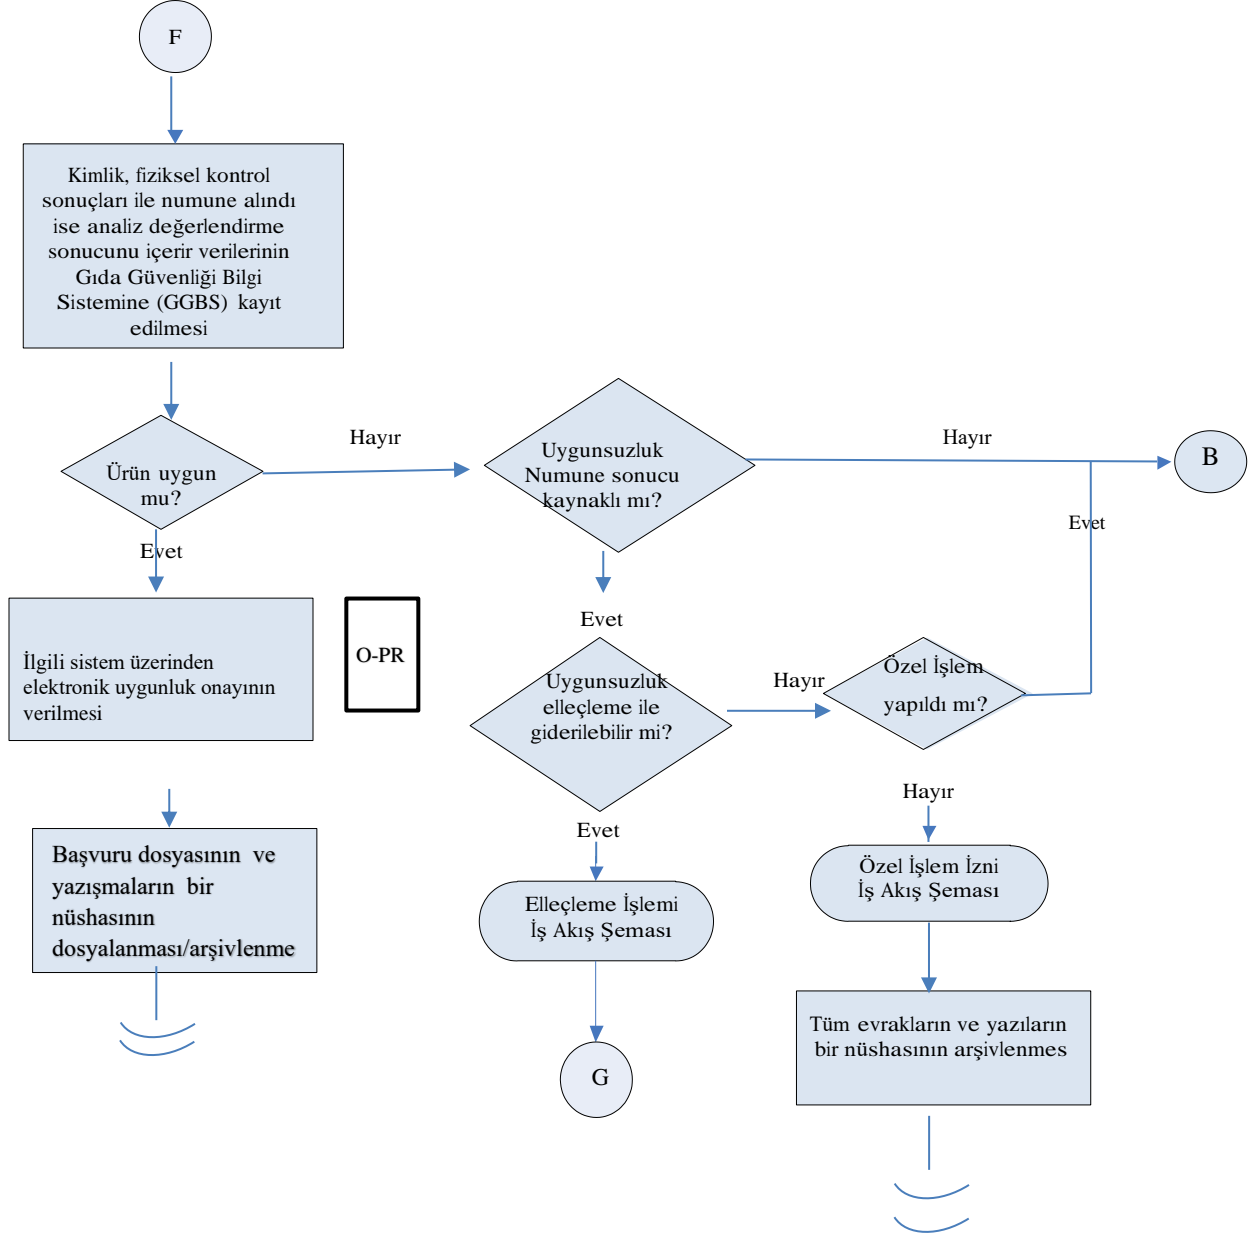 F
Kimlik, fiziksel kontrol
sonuçları ile numune alındı
ise analiz değerlendirme
sonucunu içerir verilerinin
Gıda Güvenliği Bilgi
Sistemine (GGBS) kayıt
edilmesi
Ürün uygun
mu?
Hayır
Uygunsuzluk
Numune sonucu
kaynaklı mı?
Hayır
B
Evet
Evet
Evet
İlgili sistem üzerinden
elektronik uygunluk onayının
verilmesi
O-PR
Uygunsuzluk
elleçleme ile
giderilebilir mi?
Hayır
Özel İşlem
yapıldı mı?
Hayır
Evet
Başvuru dosyasının ve
yazışmaların bir
nüshasının
dosyalanması/arşivlenme
Elleçleme İşlemi
İş Akış Şeması
Özel İşlem İzni
İş Akış Şeması
G
Tüm evrakların ve yazıların
bir nüshasının arşivlenmes